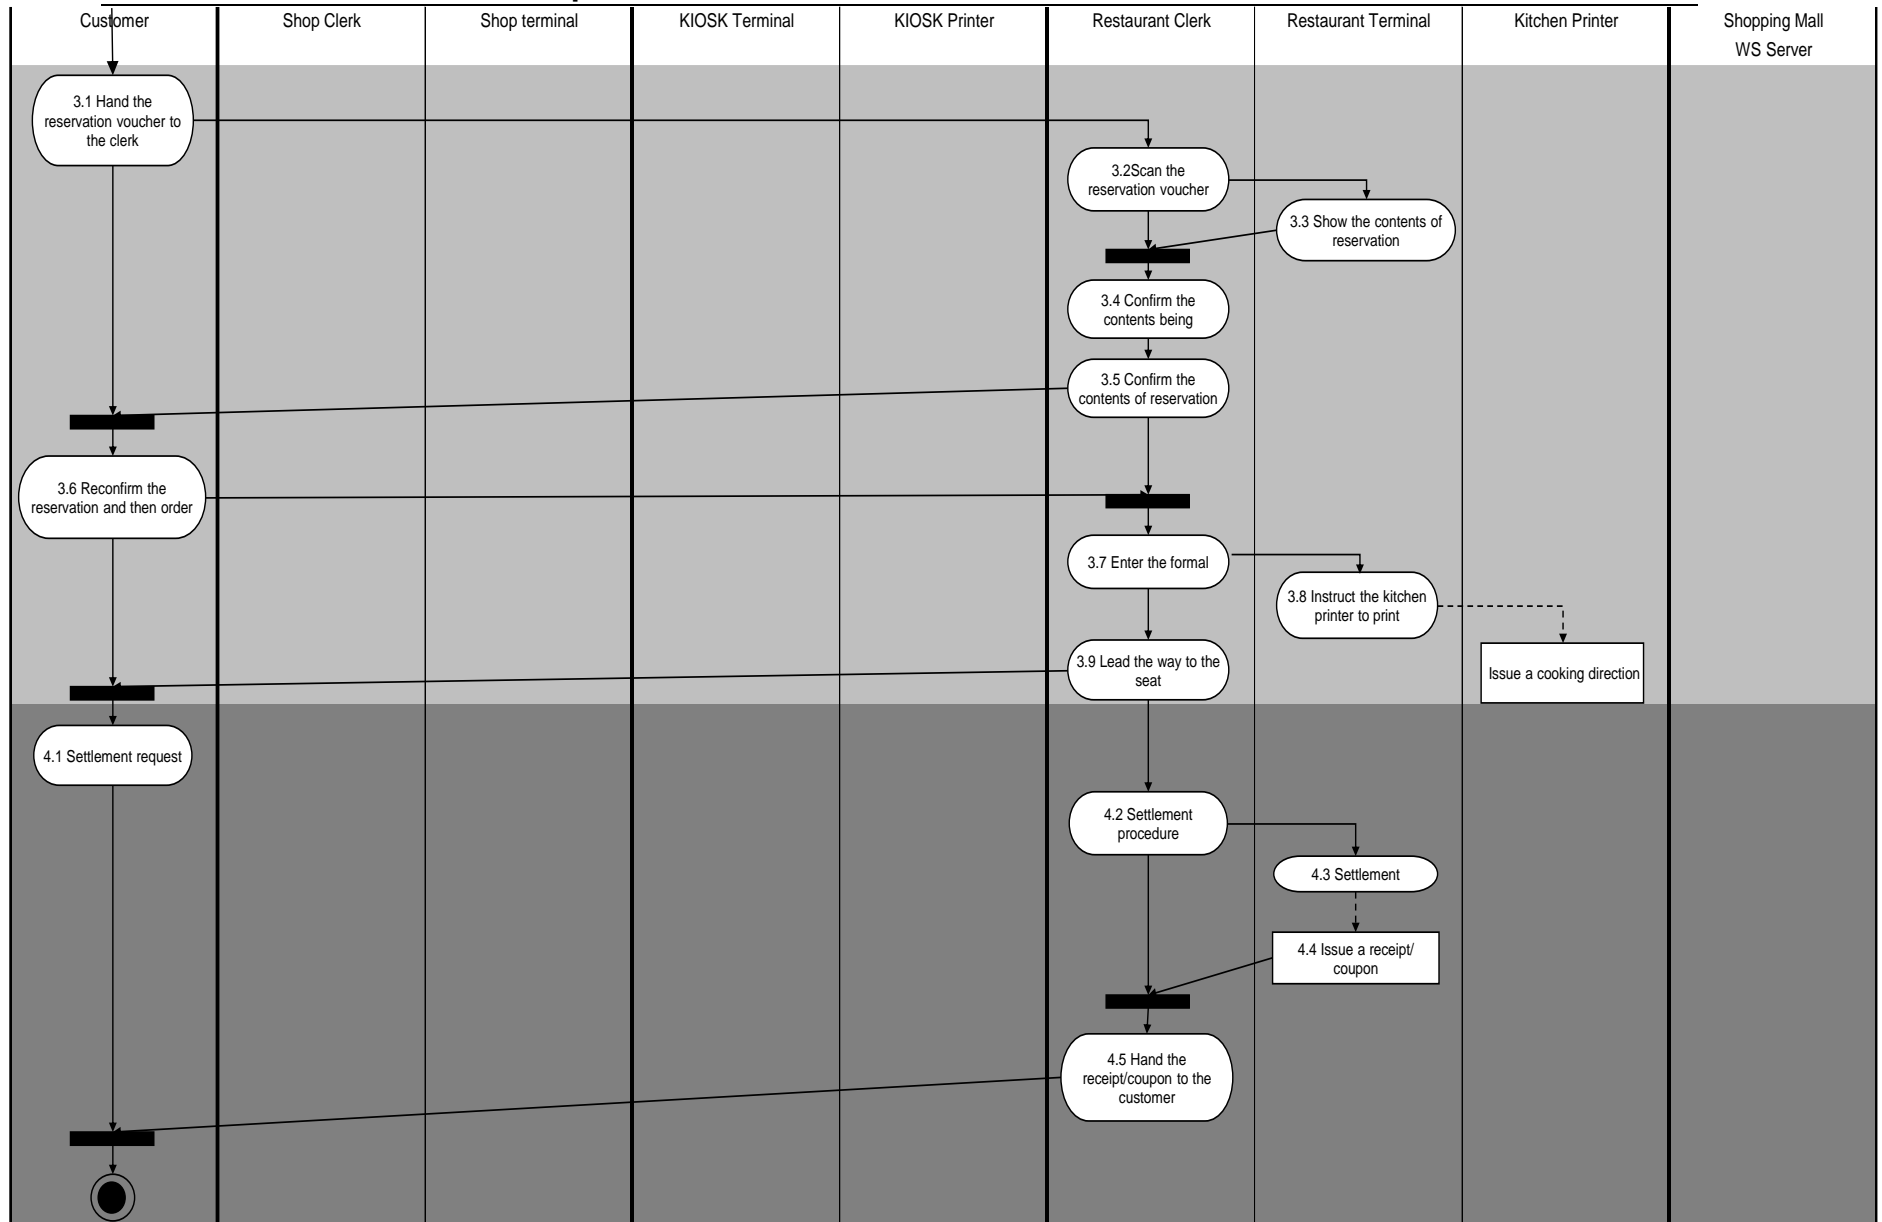 Customer
Shop Clerk
Shop terminal
KIOSK Terminal
KIOSK Printer
Restaurant Clerk
Restaurant Terminal
Kitchen Printer
Shopping Mall
WS Server
3.1 Hand the
reservation voucher to
the clerk
3.2Scan the
reservation voucher
3.3 Show the contents of
reservation
3.4 Confirm the
contents being
3.5 Confirm the
contents of reservation
3.6 Reconfirm the
reservation and then order
3.7 Enter the formal
3.8 Instruct the kitchen
printer to print
3.9 Lead the way to the
seat
Issue a cooking direction
4.1 Settlement request
4.2 Settlement
procedure
4.3 Settlement
4.4 Issue a receipt/
coupon
4.5 Hand the
receipt/coupon to the
customer